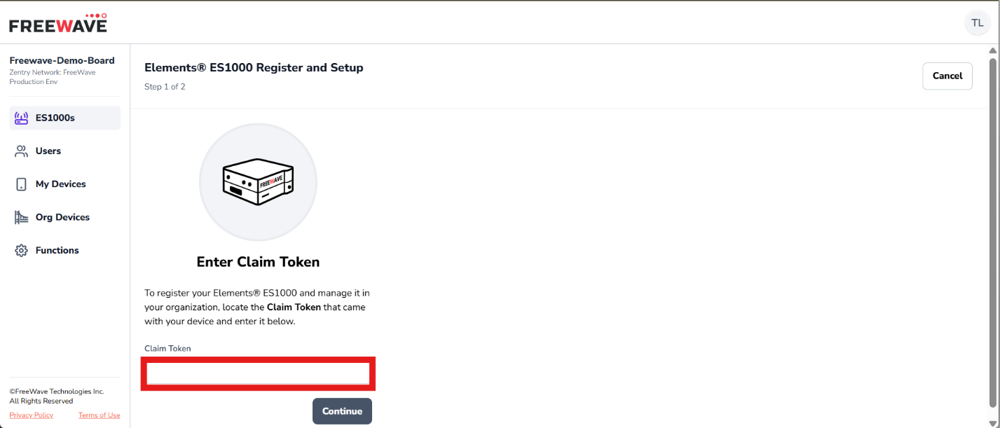 FREEWAVE
TL
Freewave-Demo-Board
Zentry Network: FreeWave
Production Env
ES1000s
Users
My Devices
Org Devices
Functions
©FreeWave Technologies Inc.
All Rights Reserved
Privacy Policy
Terms of Use
Elements® ES1000 Register and Setup
Step 1 of 2
Cancel
FREEWAVE
Enter Claim Token
To register your Elements® ES1000 and manage it in
your organization, locate the Claim Token that came
with your device and enter it below.
Claim Token
Continue